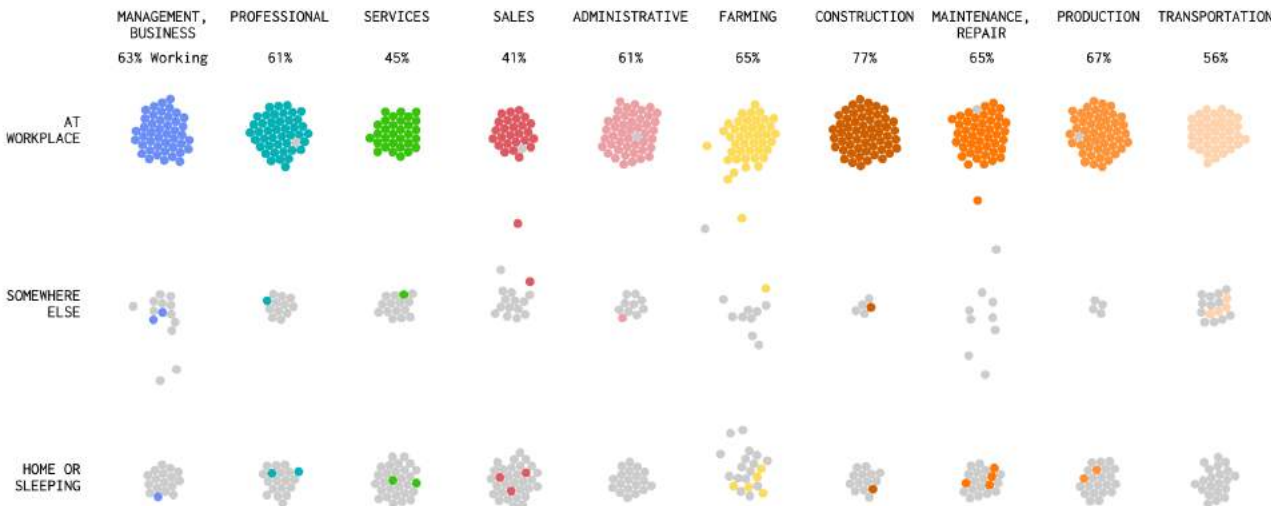 MANAGEMENT,
BUSINESS
PROFESSIONAL
SERVICES
SALES
ADMINISTRATIVE
FARMING
CONSTRUCTION
MAINTENANCE,
REPAIR
PRODUCTION
TRANSPORTATION
63% Working
61%
45%
41%
61%
65%
77%
65%
67%
56%
AT
WORKPLACE
SOMEWHERE
ELSE
HOME OR
SLEEPING